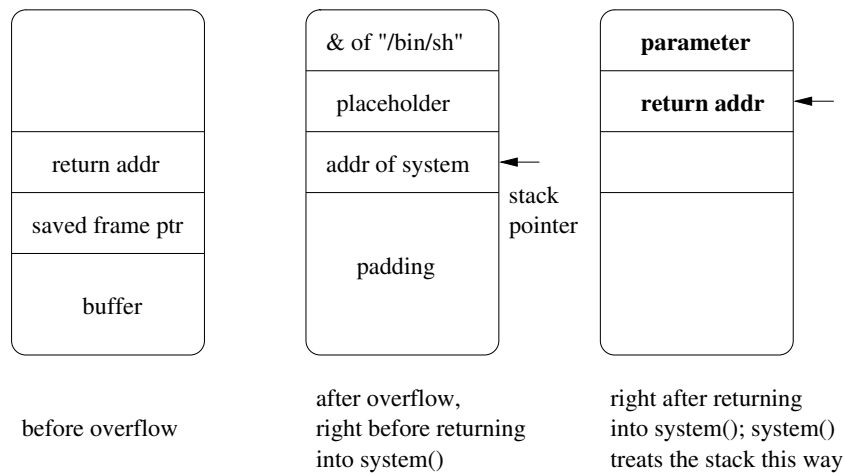 return addr
saved frame ptr
buffer
before overflow
& of "/bin/sh"
placeholder
addr of system
padding
stack
pointer
after overflow,
right before returning
into system()
parameter
return addr
right after returning
into system(); system()
treats the stack this way